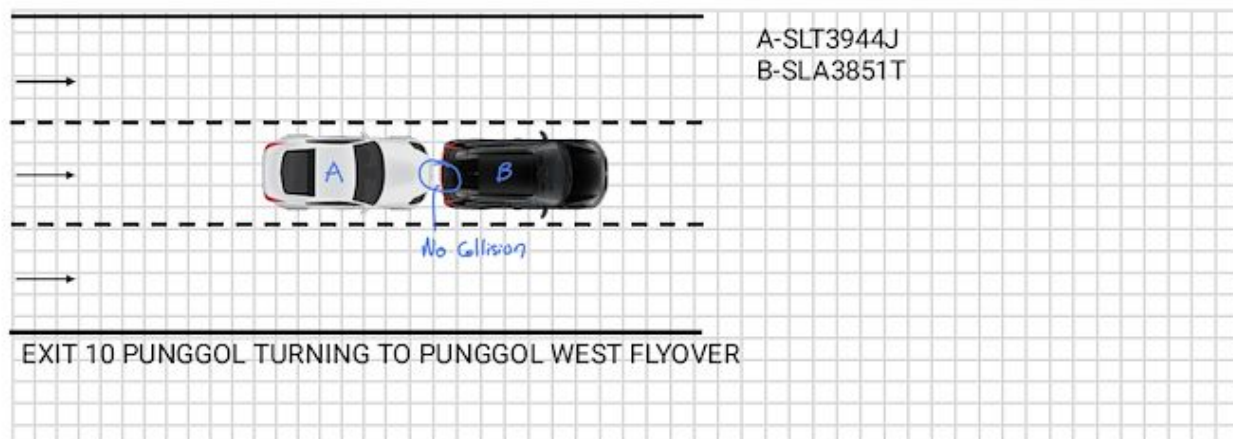 A-SLT3944J
B-SLA3851T
A
B
No Collision
EXIT 10 PUNGGOL TURNING TO PUNGGOL WEST FLYOVER